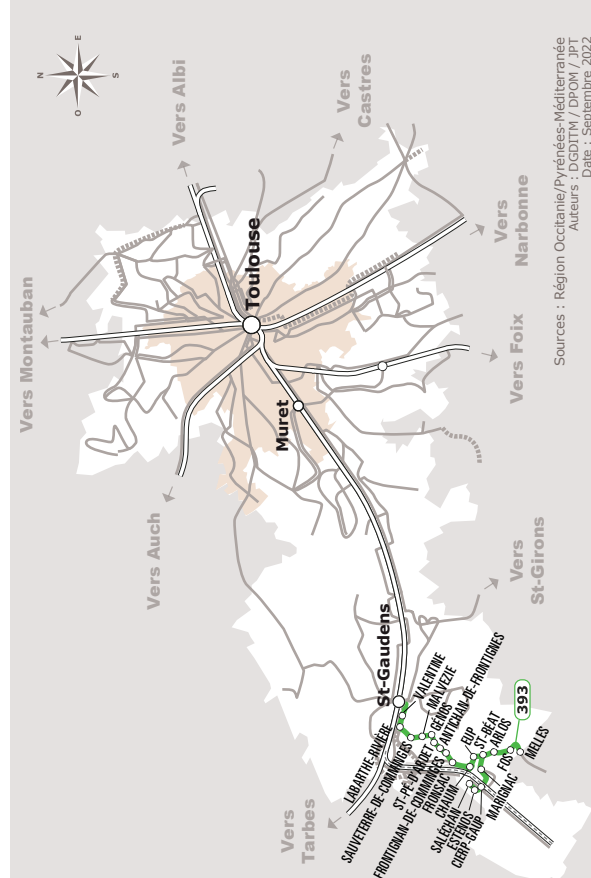 N
E
S
O
Vers Albi
Vers
Castres
Vers Montauban
Toulouse
Vers
Narbonne
Sources : Région Occitanie/Pyrénées-Méditerranée
Auteurs : DGDITM / DPOM / JPT
Date : Septembre 2022
Vers Foix
Muret
Vers Auch
Vers
St-Girons
St-Gaudens
Vers
Tarbes
LABARTHE-RIVIÈRE
VALENTINE
SAUVETERRE-DE-COMMINGES
MALVEZIE
GÉNOS
ANTICHAN-DE-FRONTIGNES
ST-PÉ-D'ARDET
FRONTIGNAN-DE-COMMINGES
FRONSAC
CHAUM
EUP
ST-BÉAT
ARLOS
SALÉCHAN
ESTÉNOS
CIERP-GAUD
MARIGNAC
FOS
MELLES
393